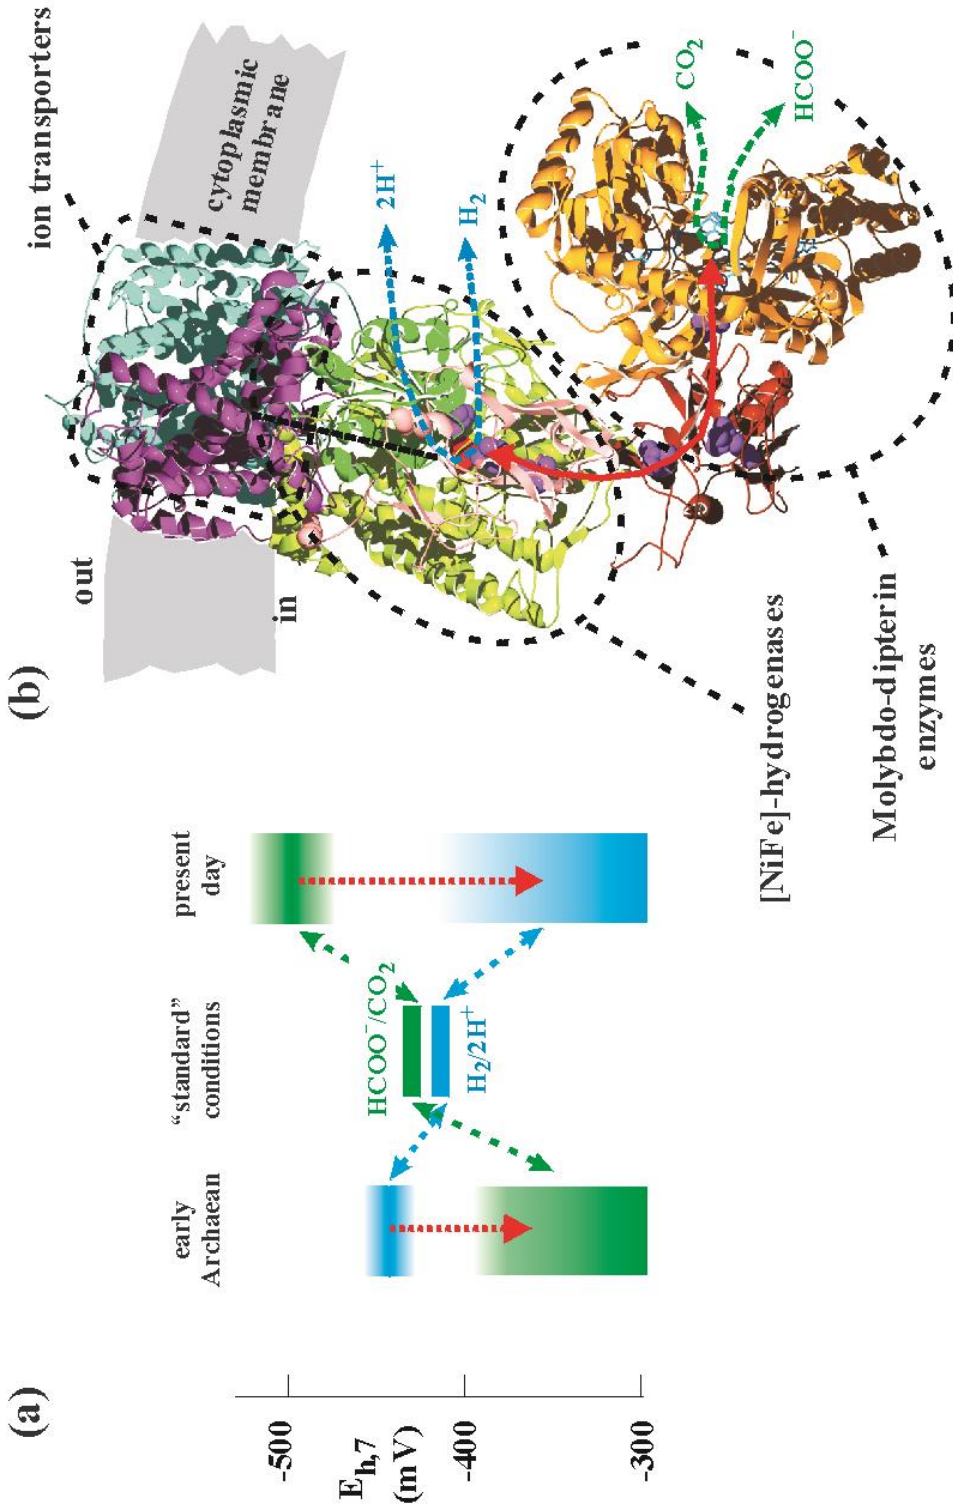 (a)
early
Archaean
“standard”
conditions
present
day
-500
-400
-300
E_h,7
(mV)
HCOO⁻/CO₂
H₂/2H⁺
(b)
ion transporters
out
in
cytoplasmic
membrane
2H⁺
H₂
CO₂
HCOO⁻
[NiFe]-hydrogenases
Molybdo-dipterin
enzymes